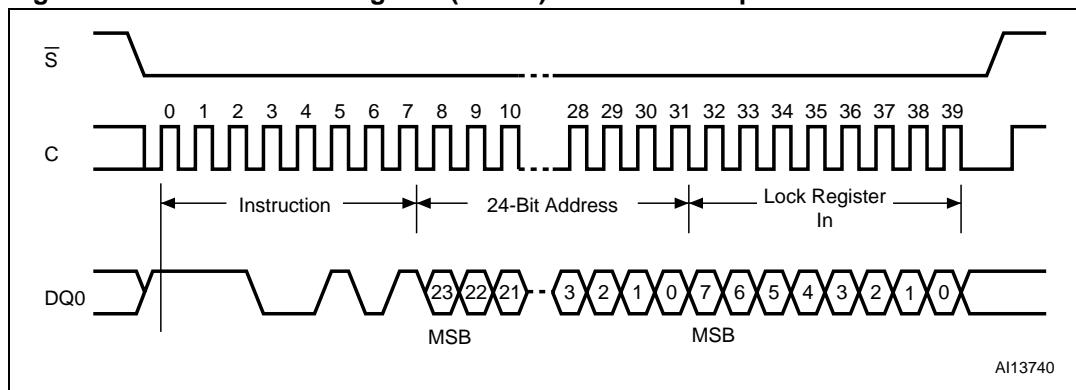 S
0 1 2 3 4 5 6 7 8 9 10 28 29 30 31 32 33 34 35 36 37 38 39
C
Instruction 24-Bit Address Lock Register
In
DQ0 23 22 21 3 2 1 0 7 6 5 4 3 2 1 0
MSB MSB
AI13740